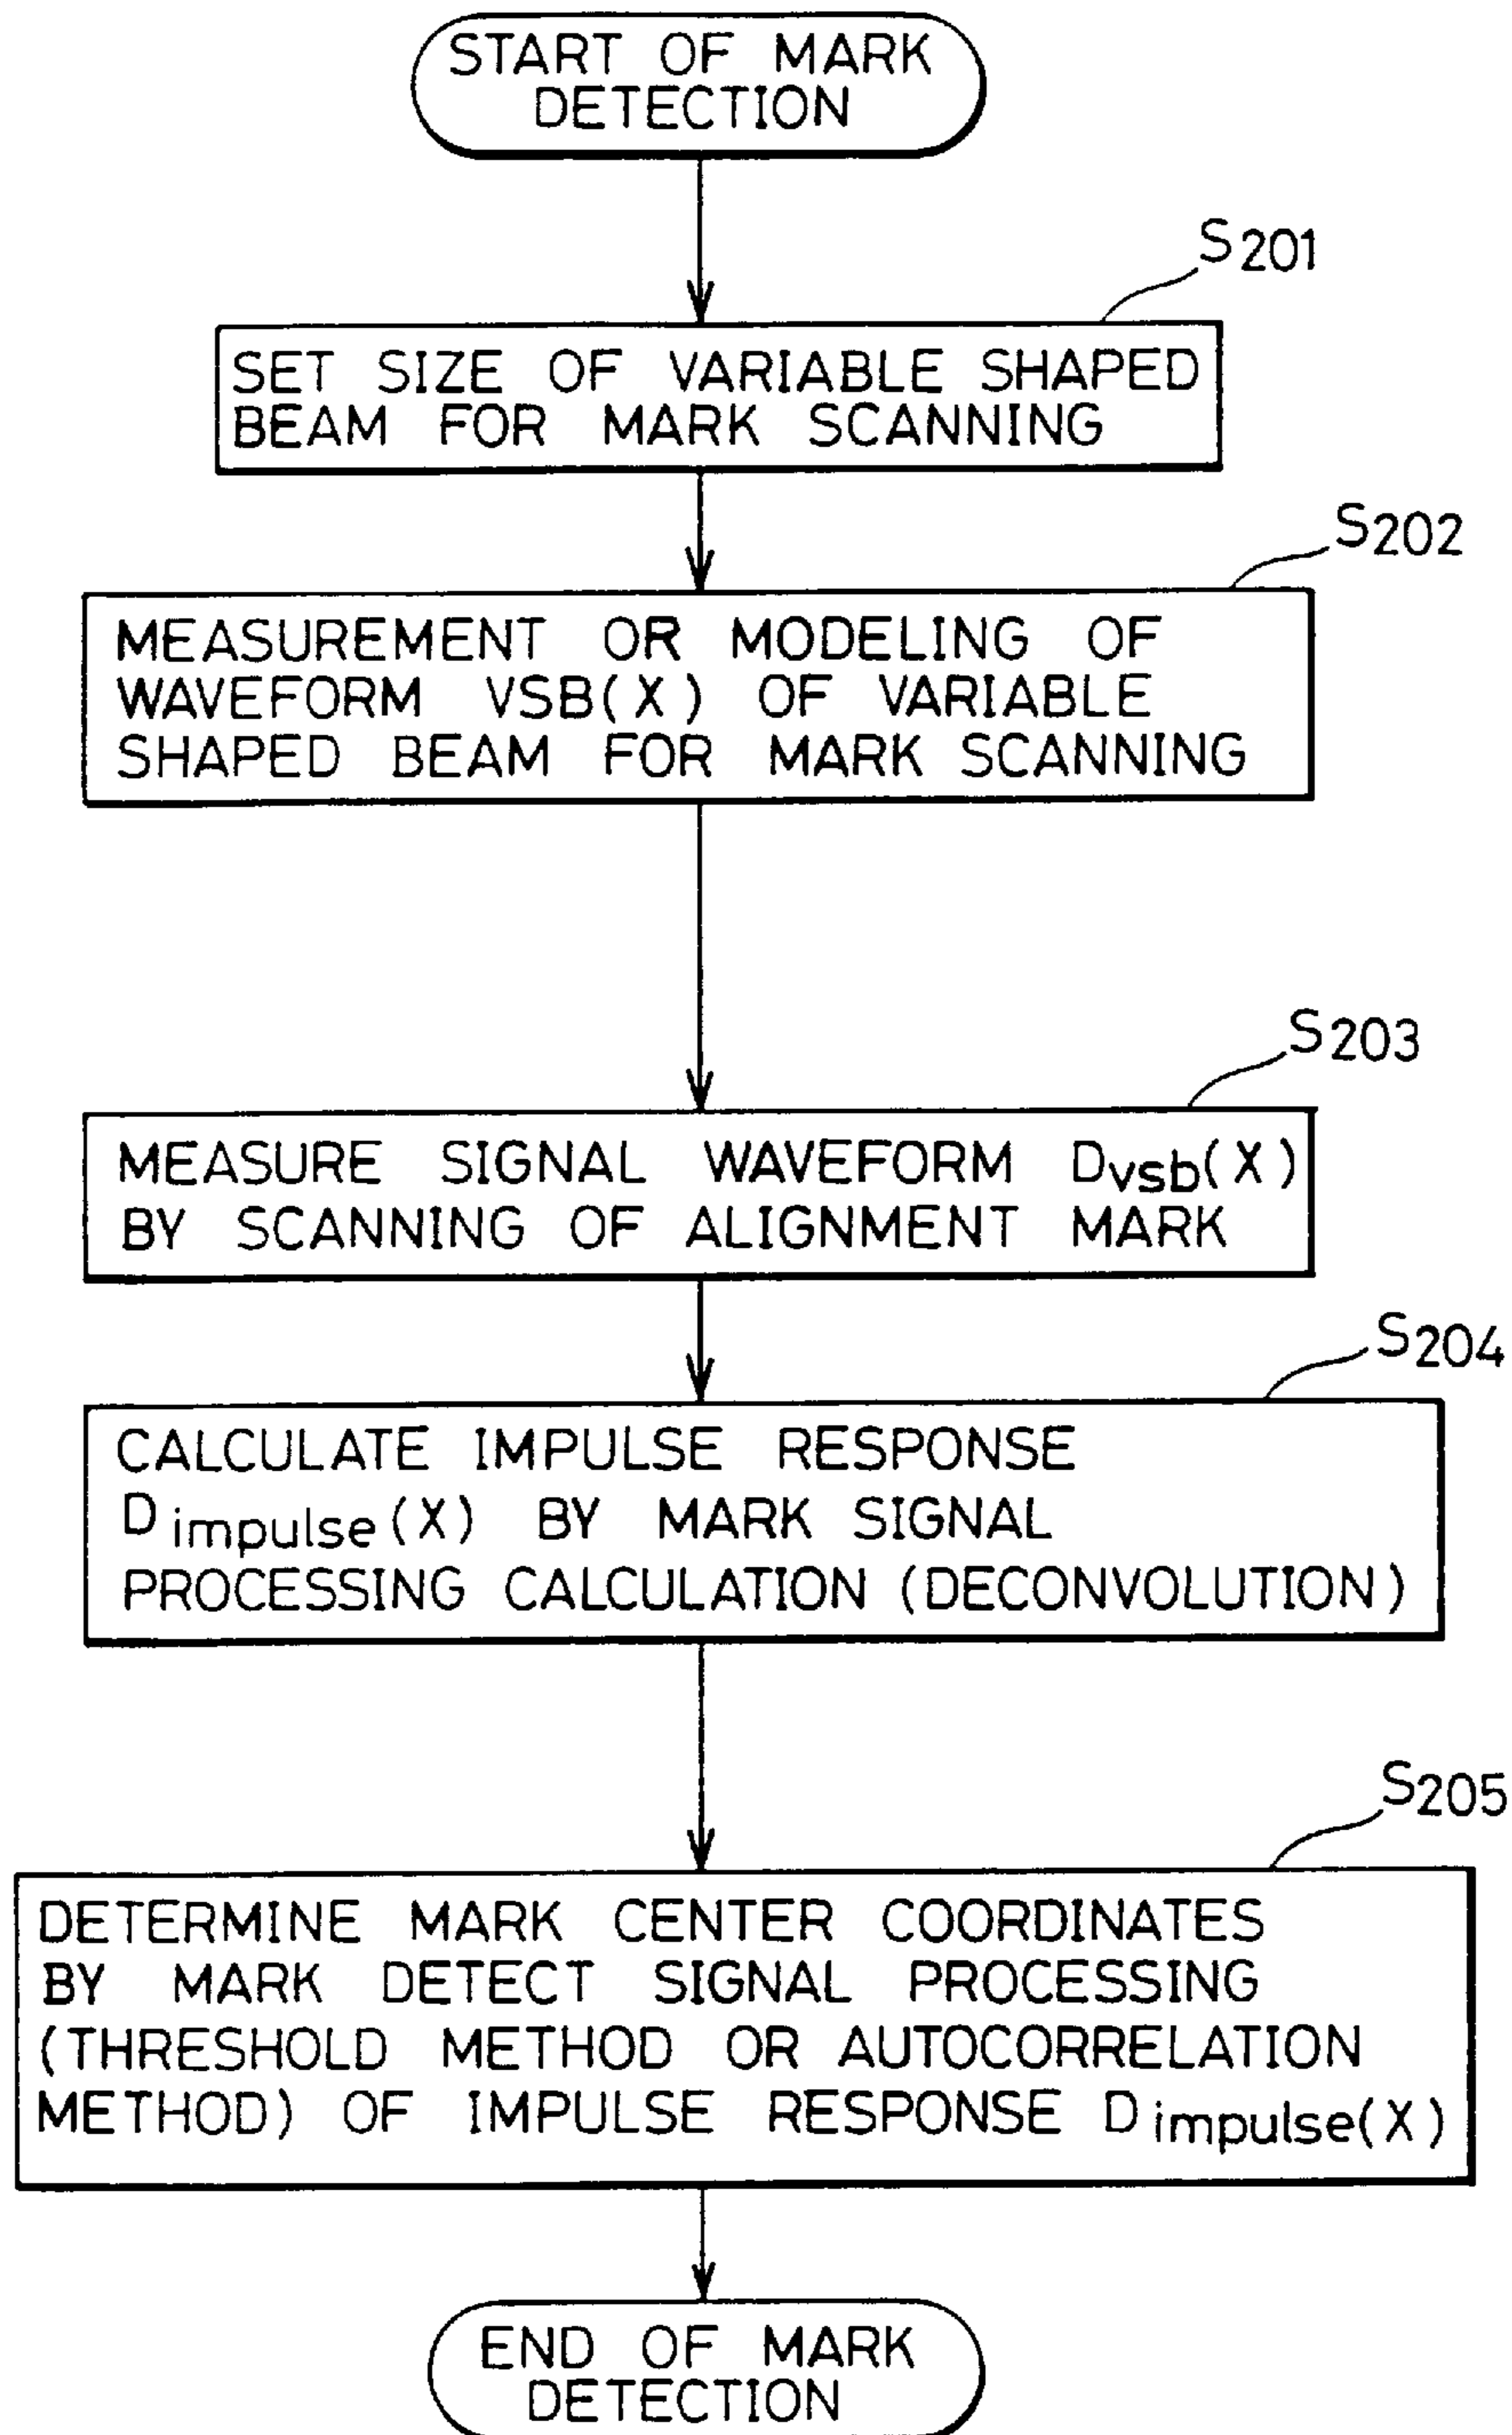 START OF MARK
DETECTION
S201
SET SIZE OF VARIABLE SHAPED
BEAM FOR MARK SCANNING
S202
MEASUREMENT OR MODELING OF
WAVEFORM VSB(X) OF VARIABLE
SHAPED BEAM FOR MARK SCANNING
S203
MEASURE SIGNAL WAVEFORM Dvsb(X)
BY SCANNING OF ALIGNMENT MARK
S204
CALCULATE IMPULSE RESPONSE
Dimpulse(X) BY MARK SIGNAL
PROCESSING CALCULATION (DECONVOLUTION)
S205
DETERMINE MARK CENTER COORDINATES
BY MARK DETECT SIGNAL PROCESSING
(THRESHOLD METHOD OR AUTOCORRELATION
METHOD) OF IMPULSE RESPONSE Dimpulse(X)
END OF MARK
DETECTION